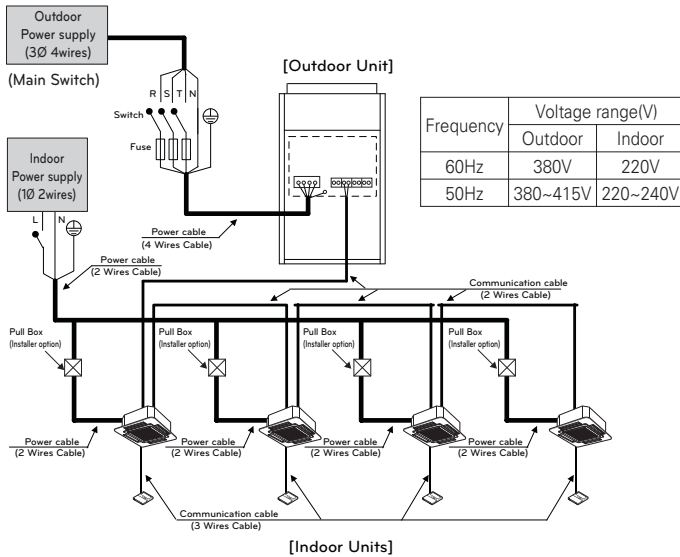 Outdoor
Power supply
(3Ø 4wires)
(Main Switch)
[Outdoor Unit]
R S T N
Switch
Fuse
Frequency
Voltage range(V)
Outdoor Indoor
60Hz 380V 220V
50Hz 380~415V 220~240V
Indoor
Power supply
(1Ø 2wires)
L N
Power cable
(4 Wires Cable)
Power cable
(2 Wires Cable)
Communication cable
(2 Wires Cable)
Pull Box
(Installer option)
Pull Box
(Installer option)
Pull Box
(Installer option)
Pull Box
(Installer option)
Power cable
(2 Wires Cable)
Power cable
(2 Wires Cable)
Power cable
(2 Wires Cable)
Power cable
(2 Wires Cable)
Communication cable
(3 Wires Cable)
[Indoor Units]